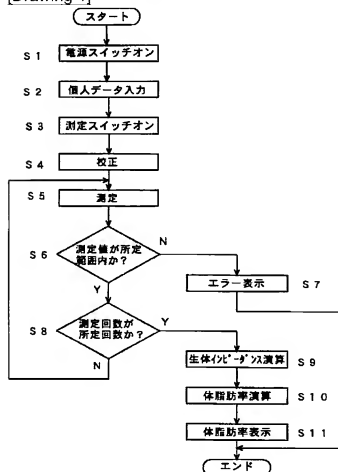 [Drawing 4]
スタート
S1 電源スイッチオン
S2 個人データ入力
S3 測定スイッチオン
S4 校正
S5 測定
S6 測定値が所定
範囲内か?
N
Y
エラー表示 S7
S8 測定回数が
所定回数か?
Y
N
生体インピーダンス演算 S9
体脂肪率演算 S10
体脂肪率表示 S11
エンド